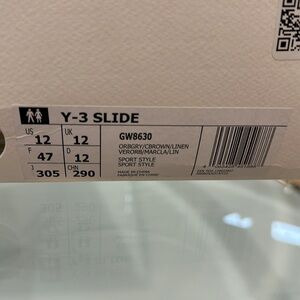 Y-3 SLIDE
US 12 UK 12
F 47 D 12
J 305 CHN 290
GW8630
ORBGRY/CBROWN/LINEN
VERORB/MARCLA/LIN
SPORT STYLE
SPORT STYLE
MADE IN CHINA